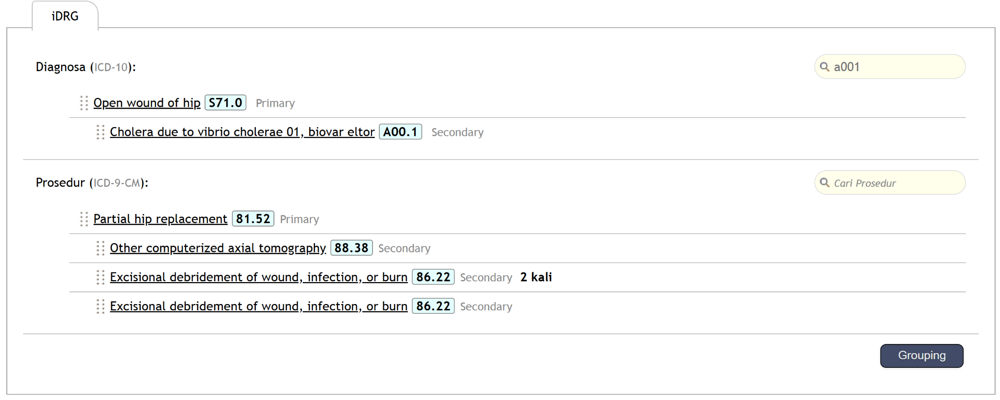 iDRG
Diagnosa (ICD-10):
a001
Open wound of hip S71.0 Primary
Cholera due to vibrio cholerae 01, biovar eltor A00.1 Secondary
Prosedur (ICD-9-CM):
Cari Prosedur
Partial hip replacement 81.52 Primary
Other computerized axial tomography 88.38 Secondary
Excisional debridement of wound, infection, or burn 86.22 Secondary 2 kali
Excisional debridement of wound, infection, or burn 86.22 Secondary
Grouping